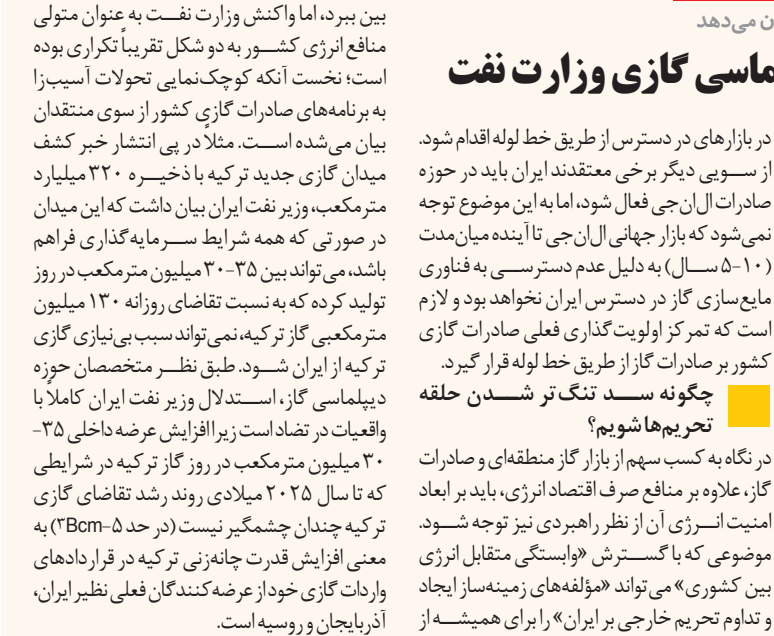 ن می‌دهد
ماسی گازی وزارت نفت
در بازارهای در دسترس از طریق خط لوله اقدام شود.
از سویی دیگر برخی معتقدند ایران باید در حوزه
صادرات ال‌ان‌جی فعال شود، اما به این موضوع توجه
نمی‌شود که بازار جهانی ال‌ان‌جی تا آینده میان‌مدت
(۱۰-۵ سال) به دلیل عدم دسترسی به فناوری
مایع‌سازی گاز در دسترس ایران نخواهد بود و لازم
است که تمرکز اولویت‌گذاری فعلی صادرات گازی
کشور بر صادرات گاز از طریق خط لوله قرار گیرد.
چگونه سد تنگ‌تر شدن حلقه
تحریم‌ها شویم؟
در نگاه به کسب سهم از بازار گاز منطقه‌ای و صادرات
گاز، علاوه بر منافع صرف اقتصاد انرژی، باید بر ابعاد
امنیت انرژی آن از نظر راهبردی نیز توجه شود.
موضوعی که با گسترش «وابستگی متقابل انرژی
بین کشوری» می‌تواند «مؤلفه‌های زمینه‌ساز ایجاد
و تداوم تحریم خارجی بر ایران» را برای همیشه از
بین ببرد، اما واکنش وزارت نفت به عنوان متولی
منافع انرژی کشور به دو شکل تقریباً تکراری بوده
است؛ نخست آنکه کوچک‌نمایی تحولات آسیب‌زا
به برنامه‌های صادرات گازی کشور از سوی منتقدان
بیان می‌شده است. مثلاً در پی انتشار خبر کشف
میدان گازی جدید ترکیه با ذخیره ۳۲۰ میلیارد
مترمکعب، وزیر نفت ایران بیان داشت که این میدان
در صورتی که همه شرایط سرمایه‌گذاری فراهم
باشد، می‌تواند بین ۳۵-۳۰ میلیون مترمکعب در روز
تولید کرده که به نسبت تقاضای روزانه ۱۳۰ میلیون
مترمکعبی گاز ترکیه، نمی‌تواند سبب بی‌نیازی گازی
ترکیه از ایران شود. طبق نظر متخصصان حوزه
دیپلماسی گاز، استدلال وزیر نفت ایران کاملاً با
واقعیات در تضاد است زیرا افزایش عرضه داخلی ۳۵-
۳۰ میلیون مترمکعب در روز گاز ترکیه در شرایطی
که تا سال ۲۰۲۵ میلادی روند رشد تقاضای گازی
ترکیه چندان چشمگیر نیست (در حد ۵-۳Bcm) به
معنی افزایش قدرت چانه‌زنی ترکیه در قراردادهای
واردات گازی خود از عرضه‌کنندگان فعلی نظیر ایران،
آذربایجان و روسیه است.